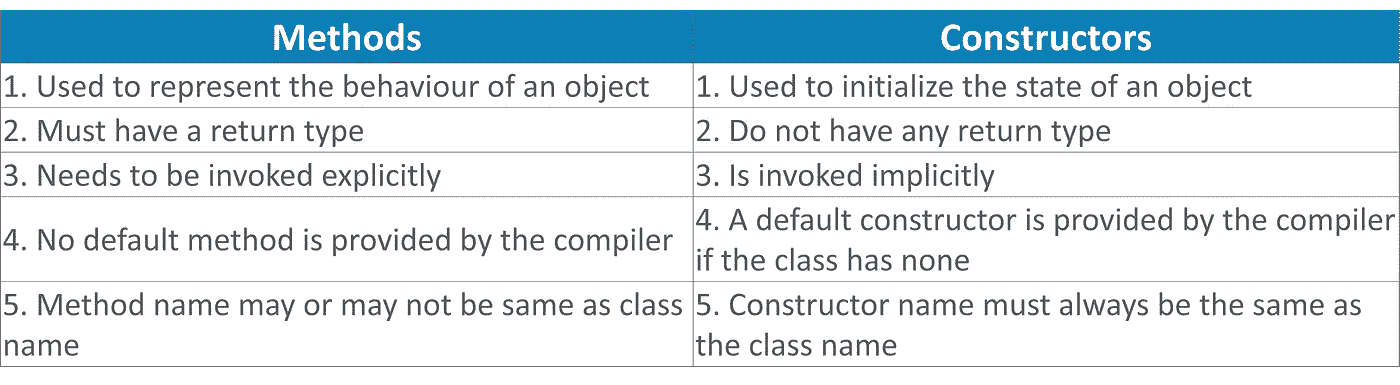 Methods
Constructors
1. Used to represent the behaviour of an object
1. Used to initialize the state of an object
2. Must have a return type
2. Do not have any return type
3. Needs to be invoked explicitly
3. Is invoked implicitly
4. No default method is provided by the compiler
4. A default constructor is provided by the compiler
if the class has none
5. Method name may or may not be same as class
name
5. Constructor name must always be the same as
the class name